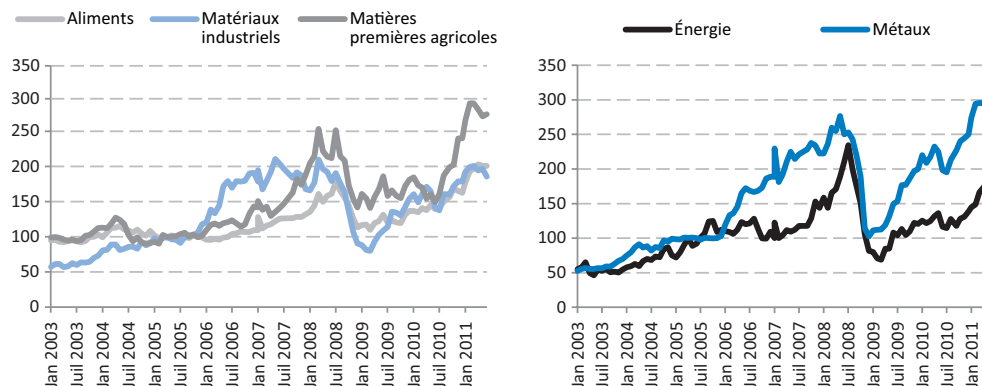 Aliments
Matériaux
industriels
Matières
premières agricoles
350
300
250
200
150
100
50
0
Jan 2003
Juil 2003
Jan 2004
Juil 2004
Jan 2005
Juil 2005
Jan 2006
Juil 2006
Jan 2007
Juil 2007
Jan 2008
Juil 2008
Jan 2009
Juil 2009
Jan 2010
Juil 2010
Jan 2011
Énergie
Métaux
350
300
250
200
150
100
50
0
Jan 2003
Juil 2003
Jan 2004
Juil 2004
Jan 2005
Juil 2005
Jan 2006
Juil 2006
Jan 2007
Juil 2007
Jan 2008
Juil 2008
Jan 2009
Juil 2009
Jan 2010
Juil 2010
Jan 2011